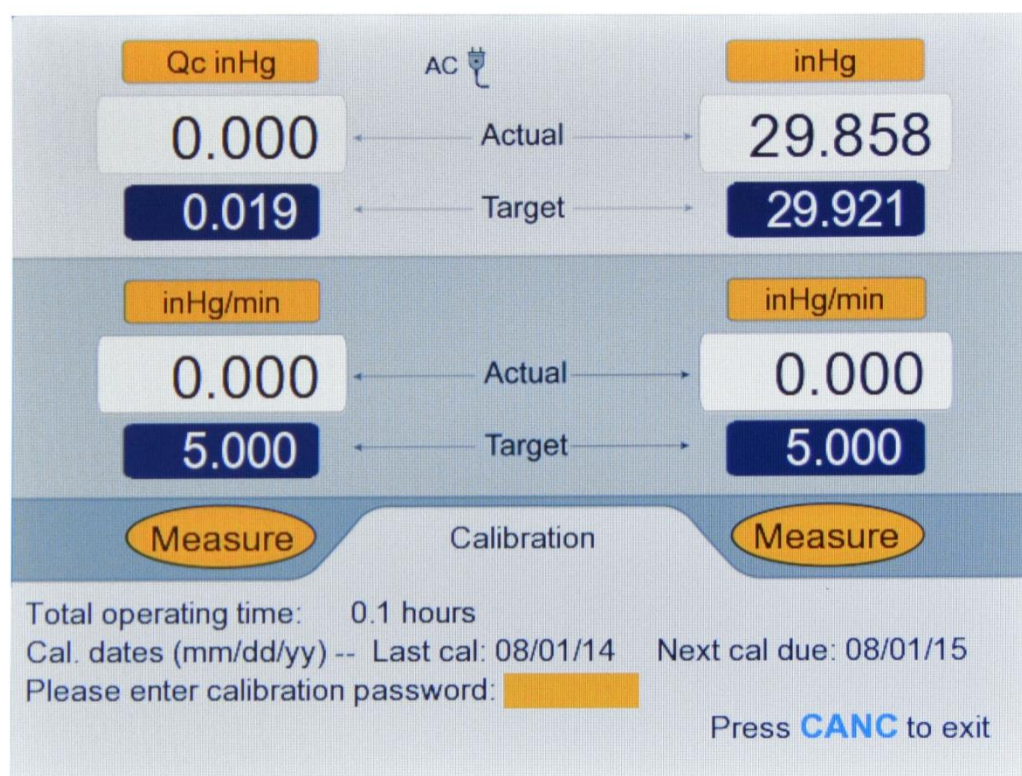 Qc inHg AC inHg
0.000 Actual 29.858
0.019 Target 29.921
inHg/min inHg/min
0.000 Actual 0.000
5.000 Target 5.000
Measure Calibration Measure
Total operating time: 0.1 hours
Cal. dates (mm/dd/yy) -- Last cal: 08/01/14 Next cal due: 08/01/15
Please enter calibration password:
Press CANC to exit